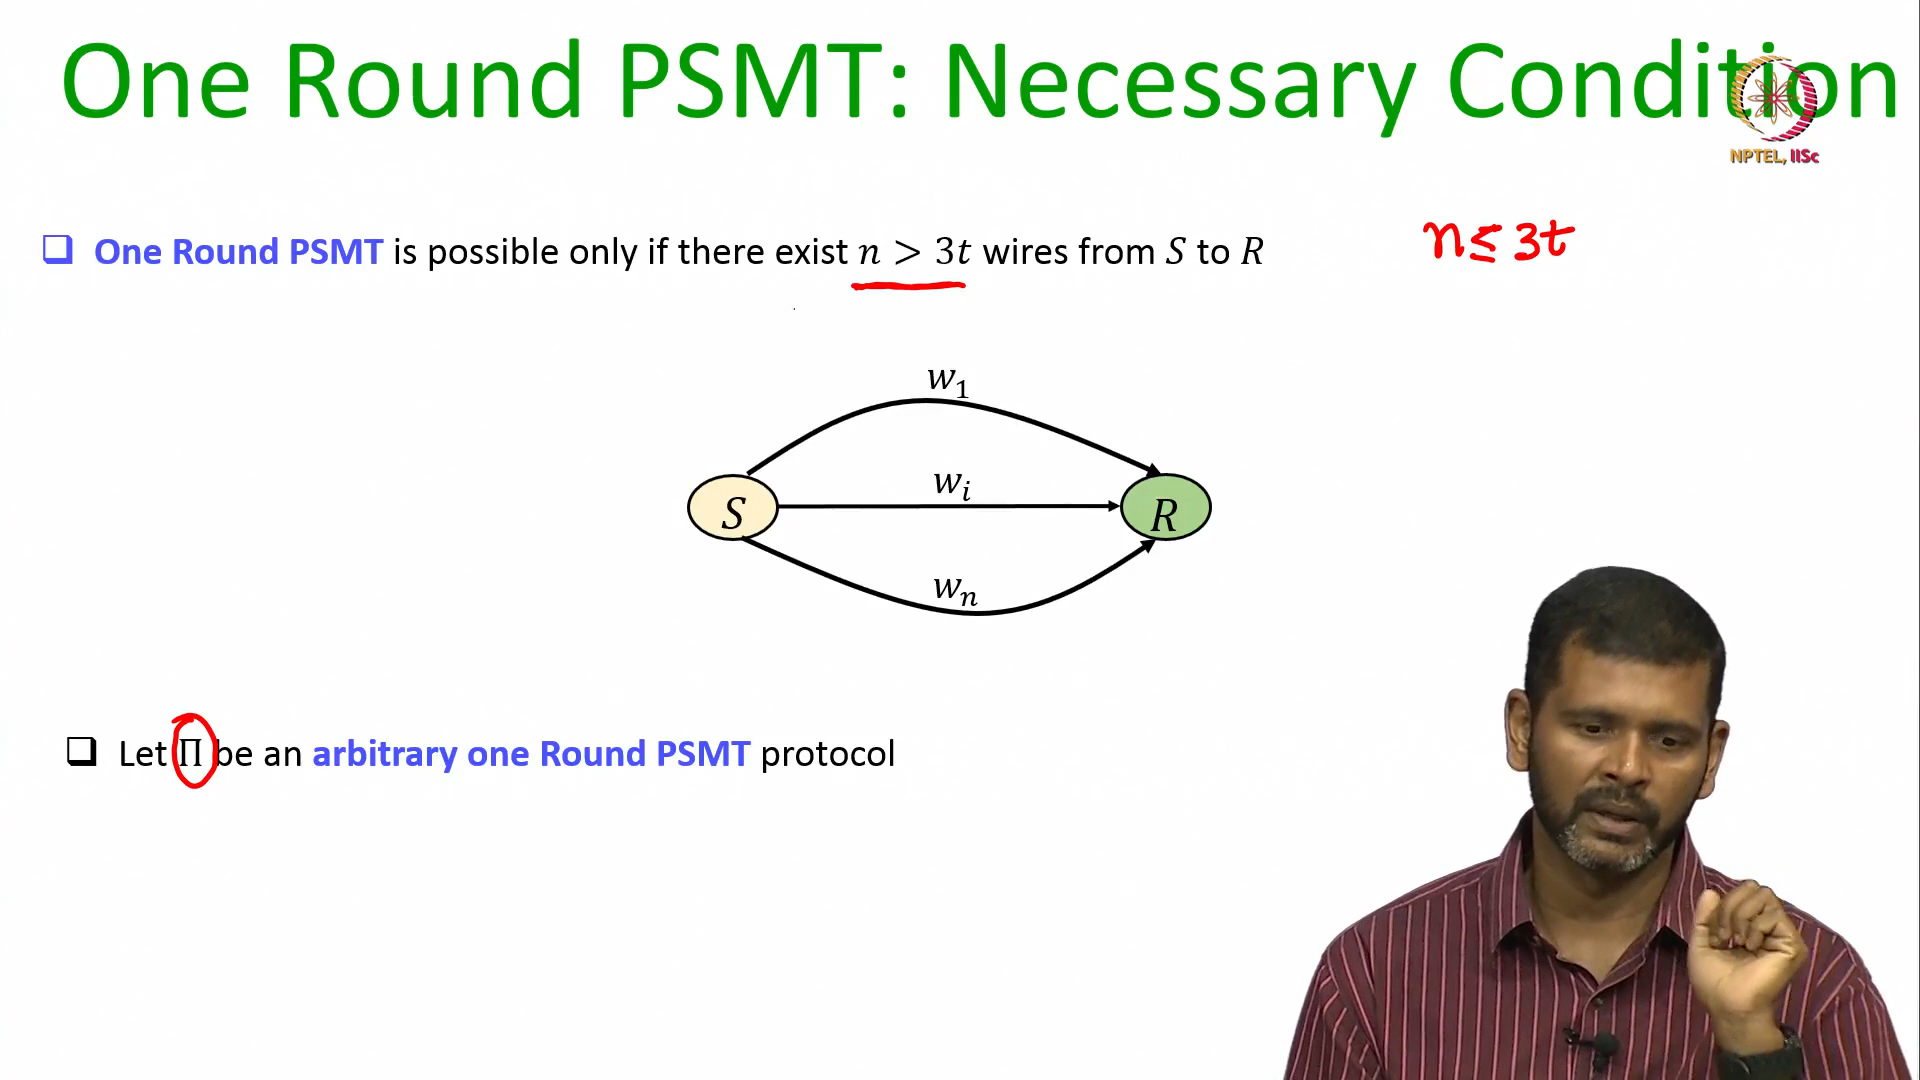 One Round PSMT: Necessary Condition
NPTEL, IISc
❑ One Round PSMT is possible only if there exist n > 3t wires from S to R
n ≤ 3t
w₁
wᵢ
S
R
wₙ
❑ Let Π be an arbitrary one Round PSMT protocol